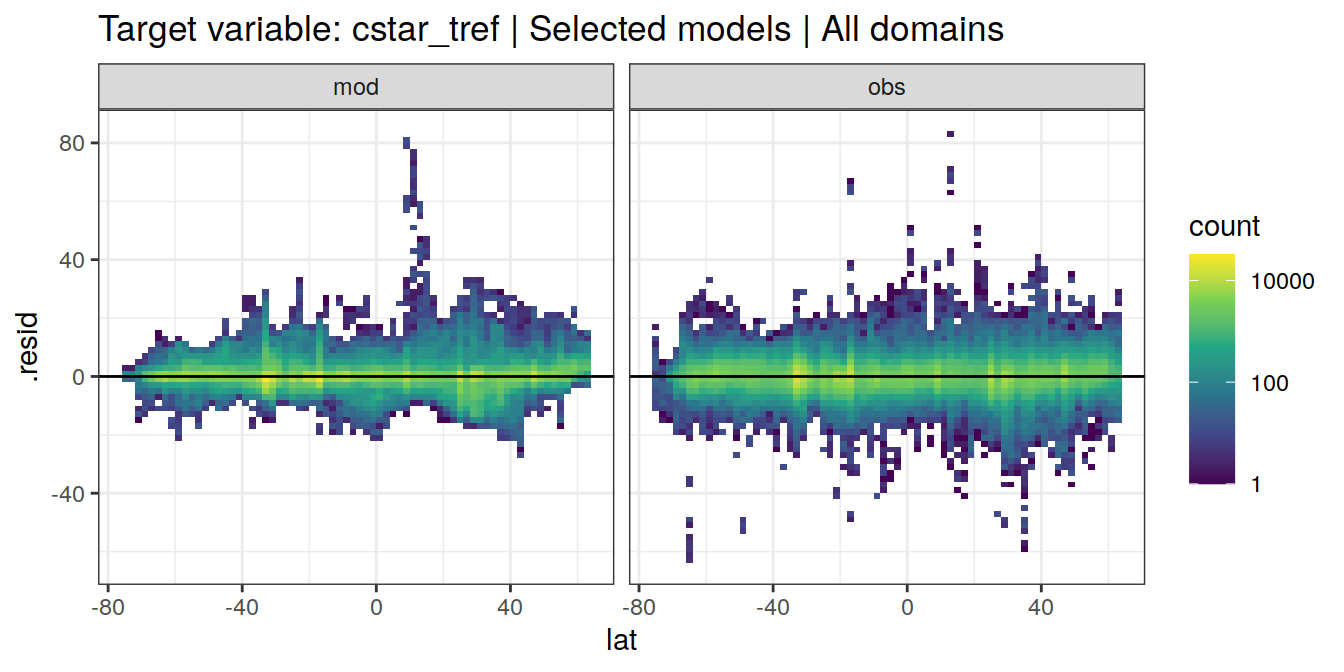 Target variable: cstar_tref | Selected models | All domains
mod
obs
.resid
80
40
0
-40
-80
-40
0
40
-80
-40
0
40
lat
count
10000
100
1